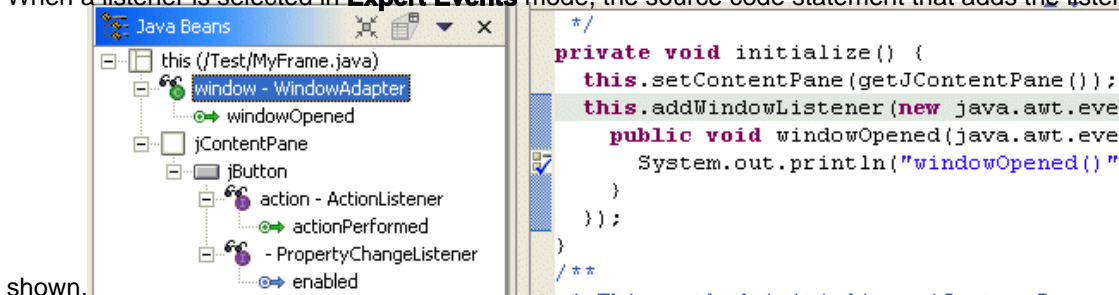 When a listener is selected in Expert Events mode, the source code statement that adds the listen
Java Beans
this (/Test/MyFrame.java)
window - WindowAdapter
windowOpened
jContentPane
jButton
action - ActionListener
actionPerformed
- PropertyChangeListener
enabled
*/
private void initialize() {
this.setContentPane(getJContentPane());
this.addWindowListener(new java.awt.eve
public void windowOpened(java.awt.eve
System.out.println("windowOpened()"
}
});
}
/**
shown.